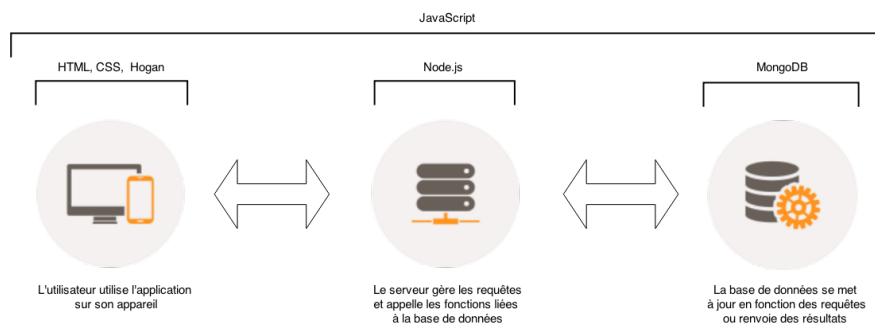 JavaScript
HTML, CSS, Hogan
Node.js
MongoDB
L'utilisateur utilise l'application
sur son appareil
Le serveur gère les requêtes
et appelle les fonctions liées
à la base de données
La base de données se met
à jour en fonction des requêtes
ou renvoie des résultats